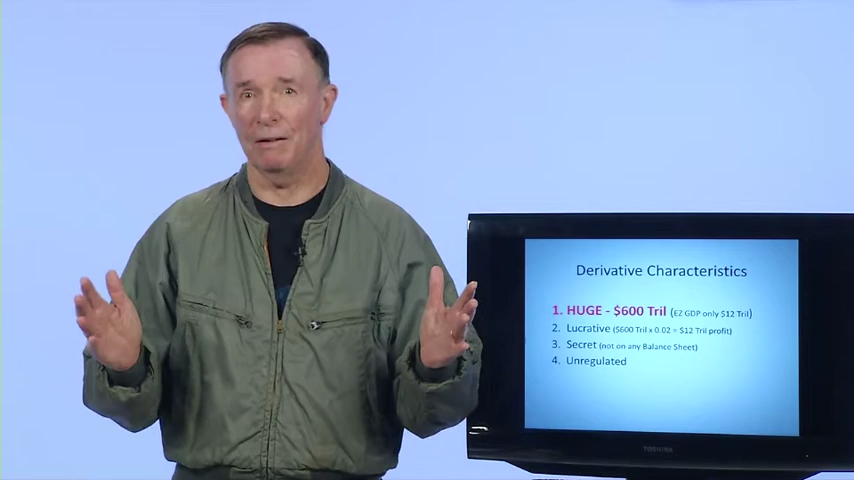 Derivative Characteristics
1. HUGE - $600 Tril (EZ GDP only $12 Tril)
2. Lucrative ($600 Tril x 0.02 = $12 Tril profit)
3. Secret (not on any Balance Sheet)
4. Unregulated
TOSHIBA